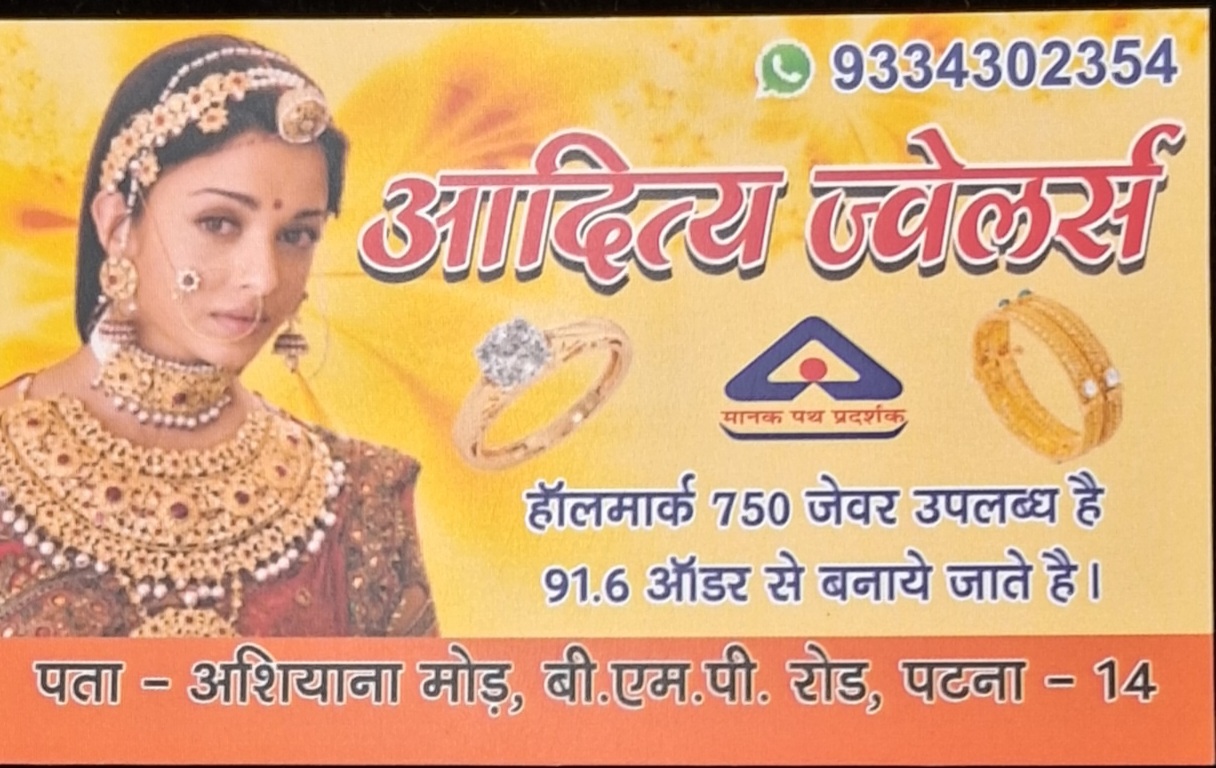 9334302354
आदित्य ज्वेलर्स
मानक पथ प्रदर्शक
हॉलमार्क 750 जेवर उपलब्ध है
91.6 ऑडर से बनाये जाते है।
पता - अशियाना मोड़, बी.एम.पी. रोड, पटना - 14